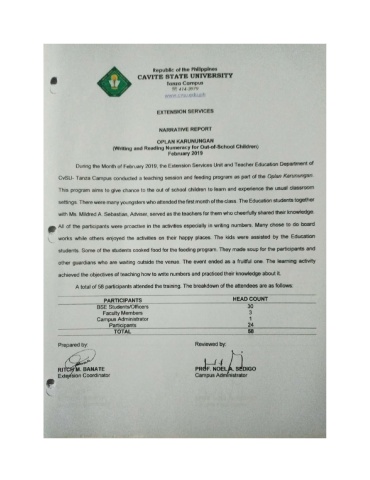 Republic of the Philippines
CAVITE STATE UNIVERSITY
Tanza Campus
☏ 414-3979
www.cvsu.edu.ph
EXTENSION SERVICES
NARRATIVE REPORT
OPLAN KARUNUNGAN
(Writing and Reading Numeracy for Out-of-School Children)
February 2019
During the Month of February 2019, the Extension Services Unit and Teacher Education Department of
CvSU- Tanza Campus conducted a teaching session and feeding program as part of the Oplan Karunungan.
This program aims to give chance to the out of school children to learn and experience the usual classroom
settings. There were many youngsters who attended the first month of the class. The Education students together
with Ms. Mildred A. Sebastian, Adviser, served as the teachers for them who cheerfully shared their knowledge.
All of the participants were proactive in the activities especially in writing numbers. Many chose to do board
works while others enjoyed the activities on their happy places. The kids were assisted by the Education
students. Some of the students cooked food for the feeding program. They made soup for the participants and
other guardians who are waiting outside the venue. The event ended as a fruitful one. The learning activity
achieved the objectives of teaching how to write numbers and practiced their knowledge about it.
A total of 58 participants attended the training. The breakdown of the attendees are as follows:
PARTICIPANTS HEAD COUNT
BSE Students/Officers 30
Faculty Members 3
Campus Administrator 1
Participants 24
TOTAL 58
Prepared by: Reviewed by:
M. BANATE PROF. NOEL A. SEDIGO
Extension Coordinator Campus Administrator